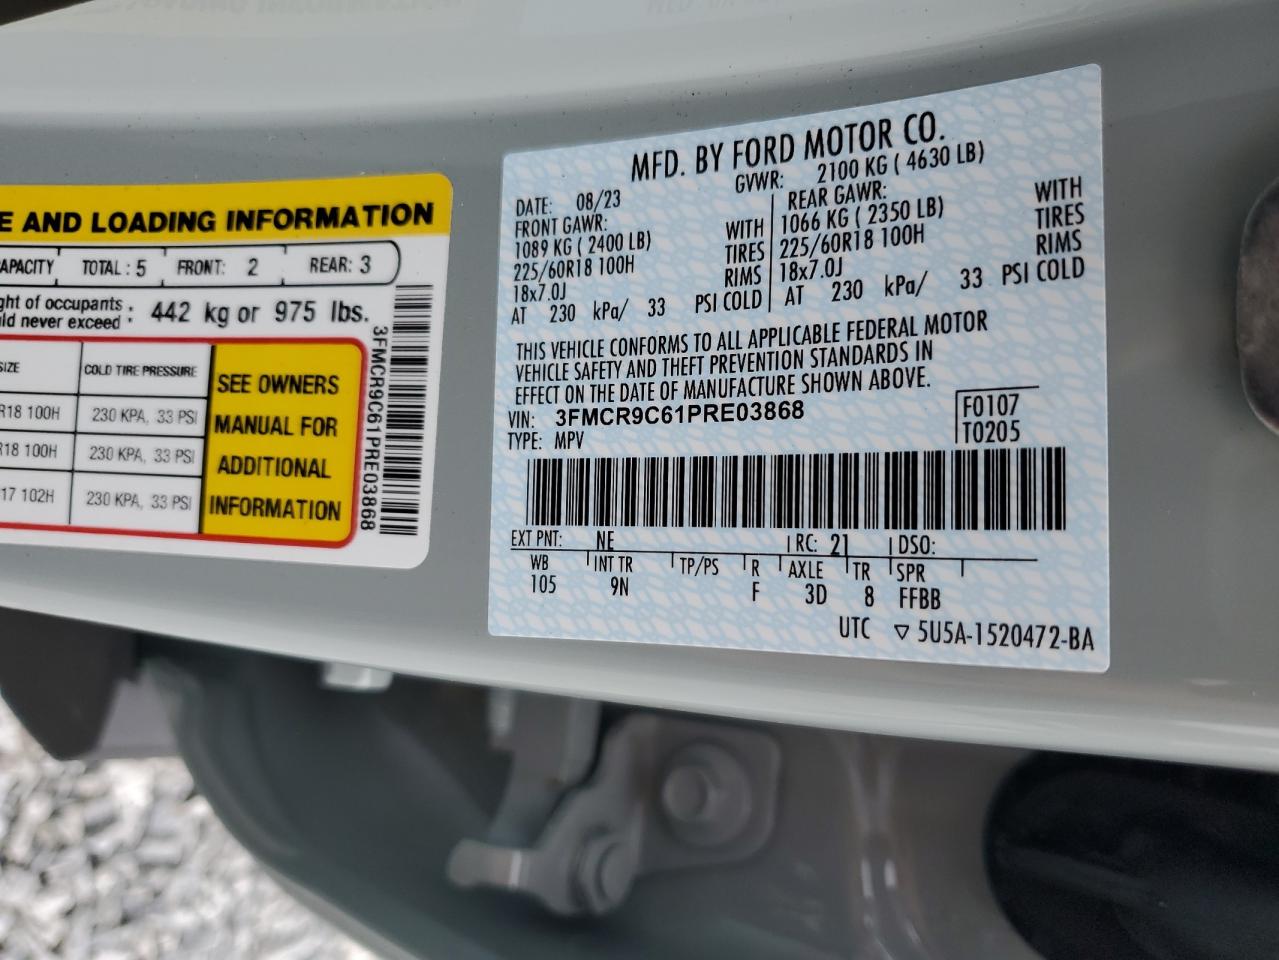 E AND LOADING INFORMATION
APACITY TOTAL: 5 FRONT: 2 REAR: 3
ght of occupants :
uld never exceed : 442 kg or 975 lbs.
SIZE COLD TIRE PRESSURE
R18 100H 230 KPA, 33 PSI
R18 100H 230 KPA, 33 PSI
17 102H 230 KPA, 33 PSI
SEE OWNERS
MANUAL FOR
ADDITIONAL
INFORMATION
3FMCR9C61PRE03868
MFD. BY FORD MOTOR CO.
DATE: 08/23 GVWR: 2100 KG ( 4630 LB)
FRONT GAWR:
1089 KG ( 2400 LB) WITH
225/60R18 100H TIRES
18x7.0J RIMS
AT 230 kPa/ 33 PSI COLD
REAR GAWR: WITH
1066 KG ( 2350 LB) TIRES
225/60R18 100H RIMS
18x7.0J
AT 230 kPa/ 33 PSI COLD
THIS VEHICLE CONFORMS TO ALL APPLICABLE FEDERAL MOTOR
VEHICLE SAFETY AND THEFT PREVENTION STANDARDS IN
EFFECT ON THE DATE OF MANUFACTURE SHOWN ABOVE.
VIN: 3FMCR9C61PRE03868 F0107
TYPE: MPV T0205
EXT PNT: NE RC: 21 DSO:
WB INT TR TP/PS R AXLE TR SPR
105 9N F 3D 8 FFBB
UTC ▽ 5U5A-1520472-BA